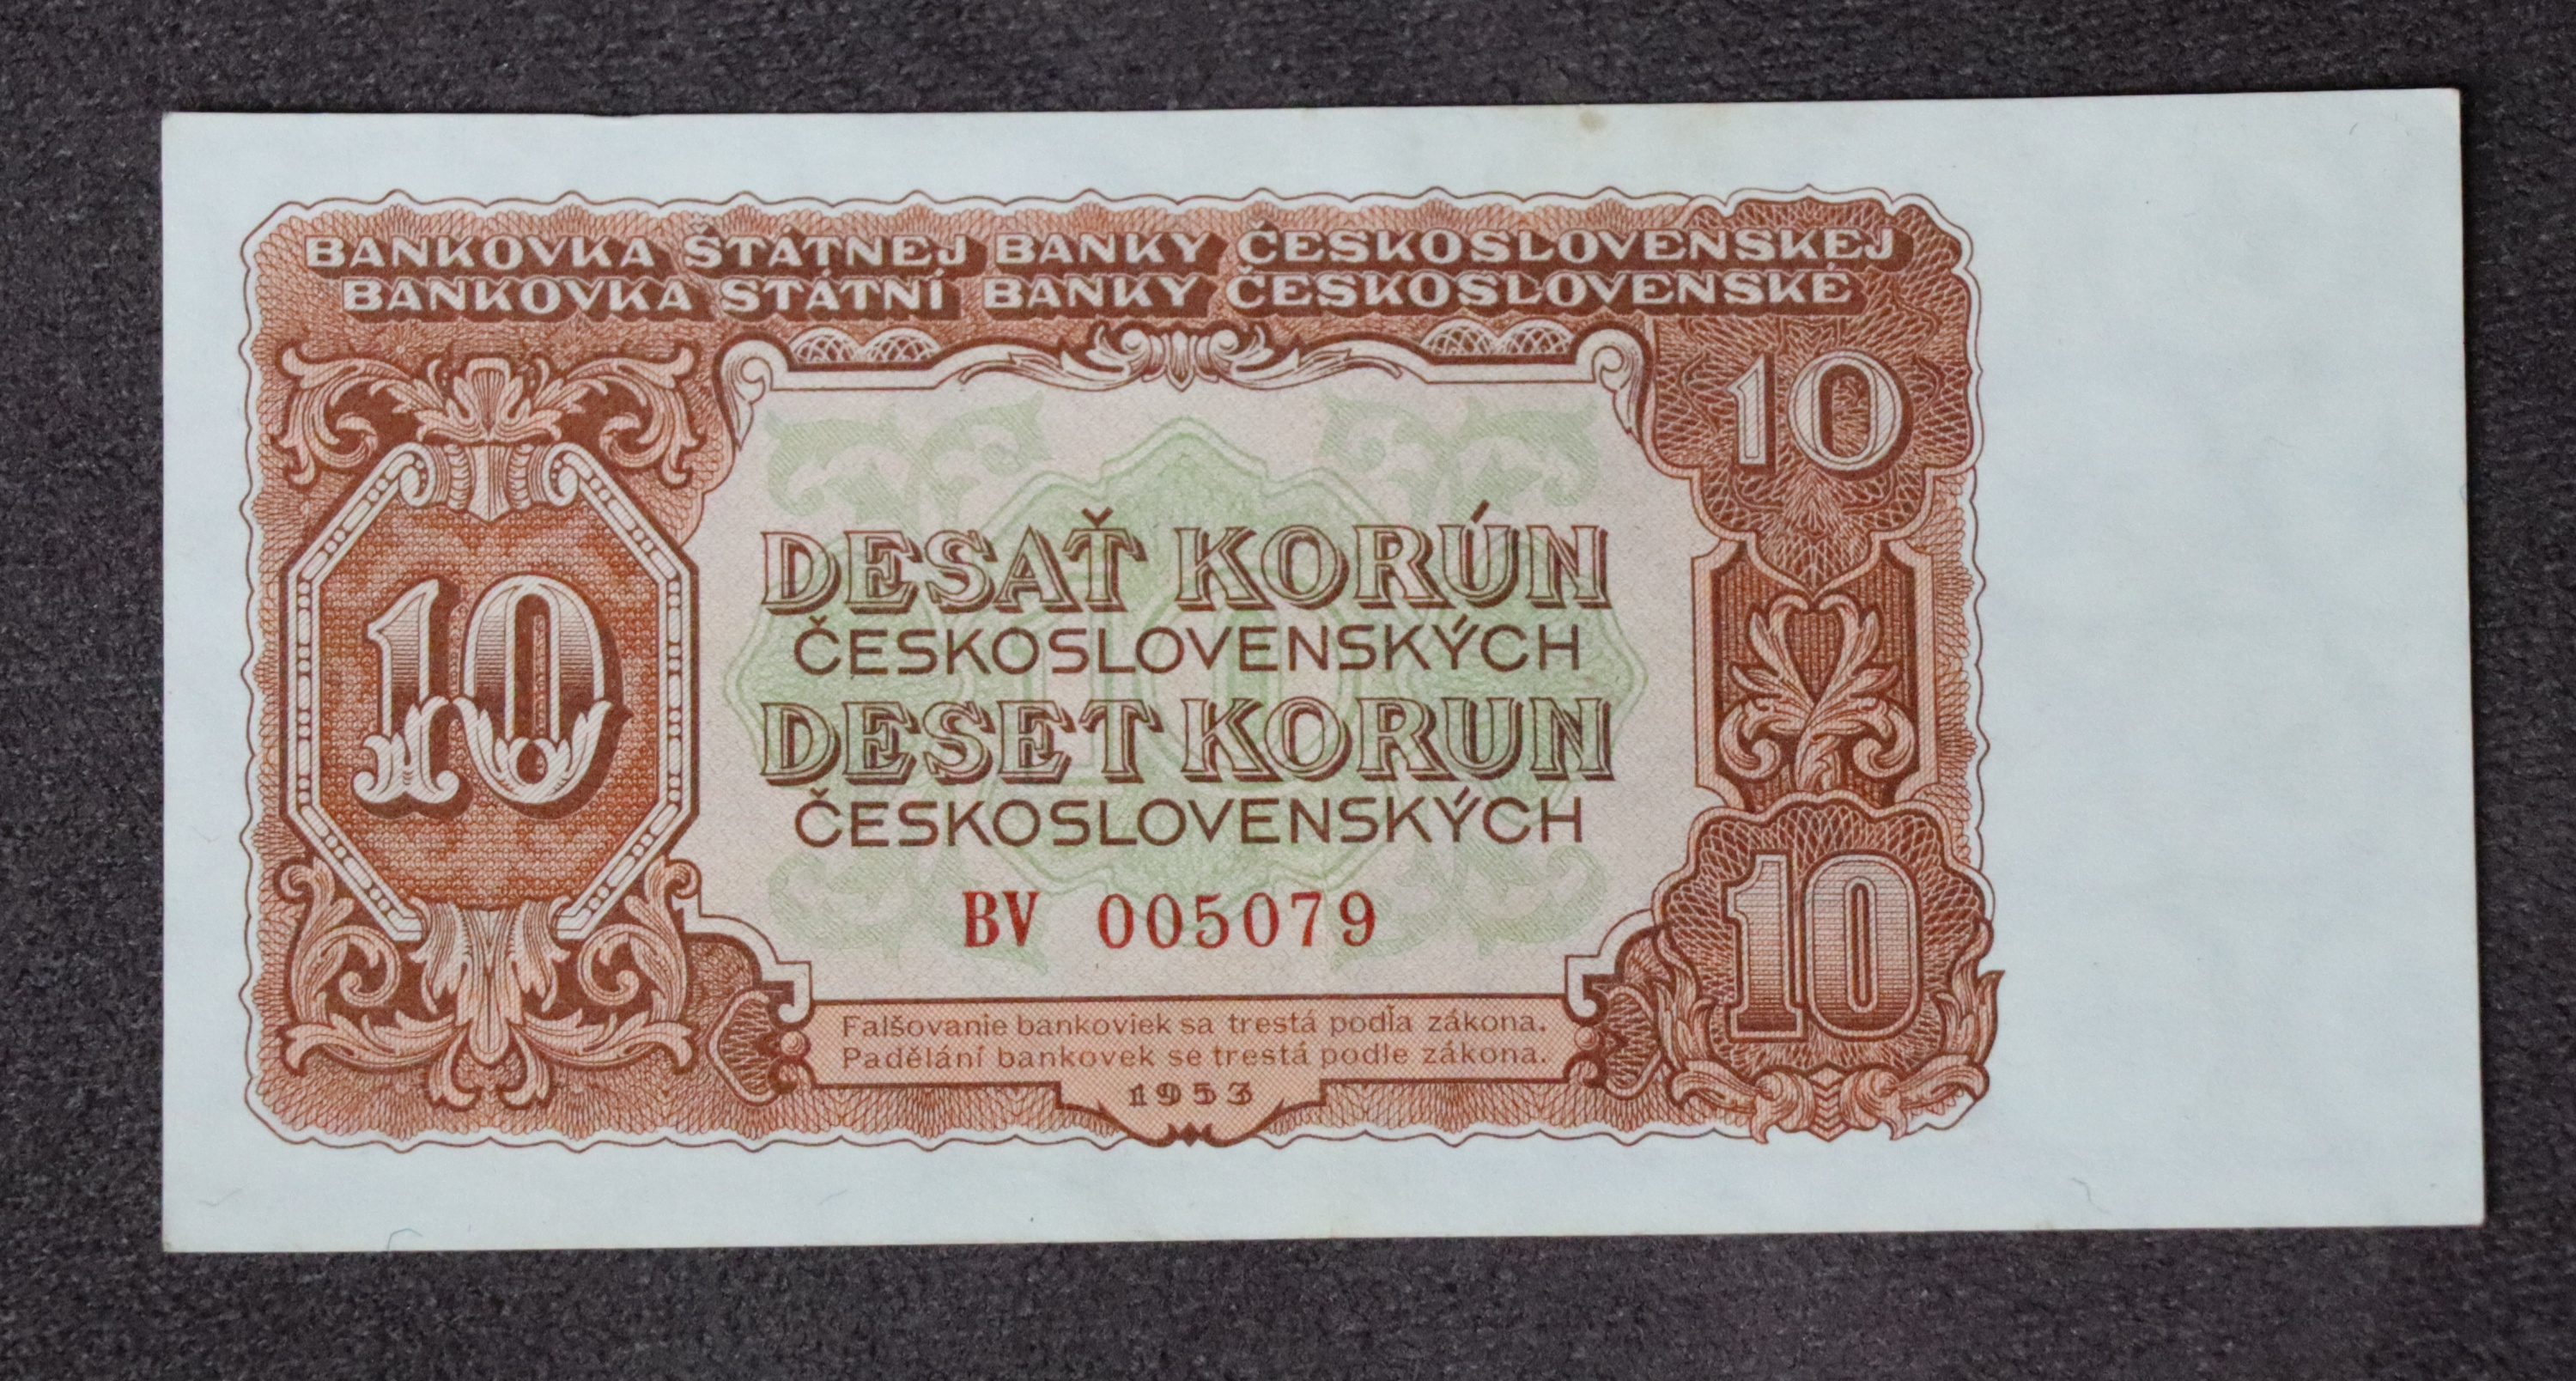 BANKOVKA ŠTÁTNEJ BANKY ČESKOSLOVENSKEJ
BANKOVKA STÁTNÍ BANKY ČESKOSLOVENSKÉ
10
10
DESAŤ KORÚN
ČESKOSLOVENSKÝCH
DESET KORUN
ČESKOSLOVENSKÝCH
BV 005079
10
Falšovanie bankoviek sa trestá podľa zákona.
Padělání bankovek se trestá podle zákona.
1953